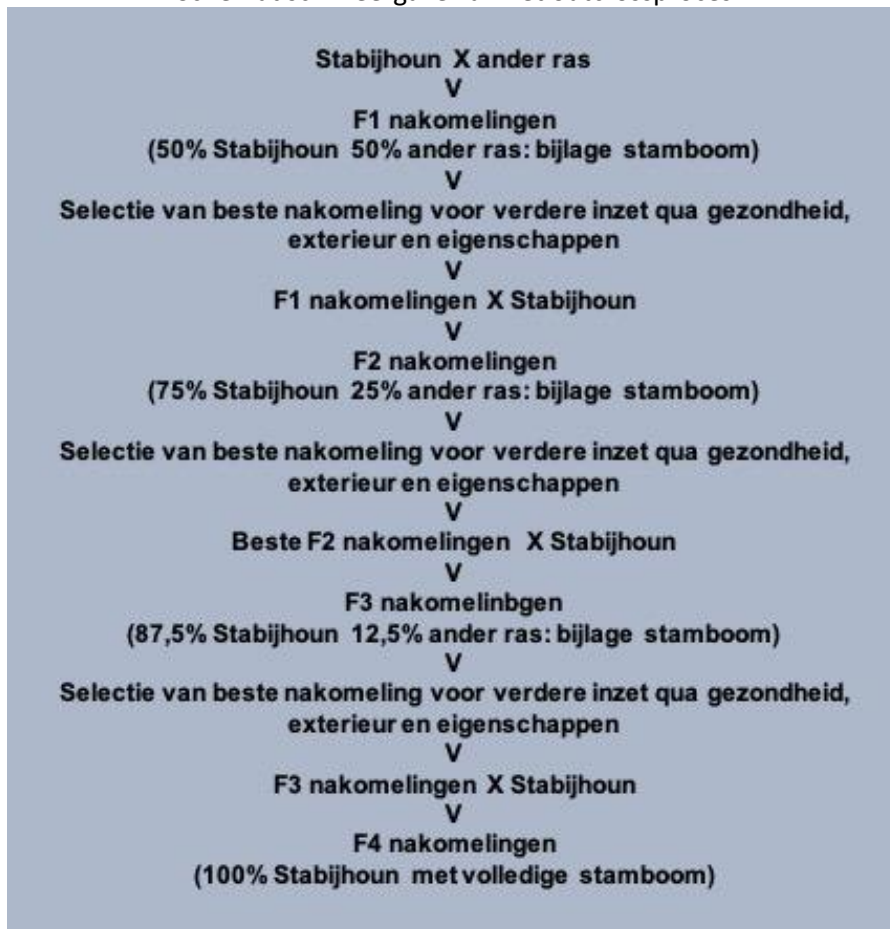 Stabijhoun X ander ras
V
F1 nakomelingen
(50% Stabijhoun 50% ander ras: bijlage stamboom)
V
Selectie van beste nakomeling voor verdere inzet qua gezondheid,
exterieur en eigenschappen
V
F1 nakomelingen X Stabijhoun
V
F2 nakomelingen
(75% Stabijhoun 25% ander ras: bijlage stamboom)
V
Selectie van beste nakomeling voor verdere inzet qua gezondheid,
exterieur en eigenschappen
V
Beste F2 nakomelingen X Stabijhoun
V
F3 nakomelinbgen
(87,5% Stabijhoun 12,5% ander ras: bijlage stamboom)
V
Selectie van beste nakomeling voor verdere inzet qua gezondheid,
exterieur en eigenschappen
V
F3 nakomelingen X Stabijhoun
V
F4 nakomelingen
(100% Stabijhoun met volledige stamboom)